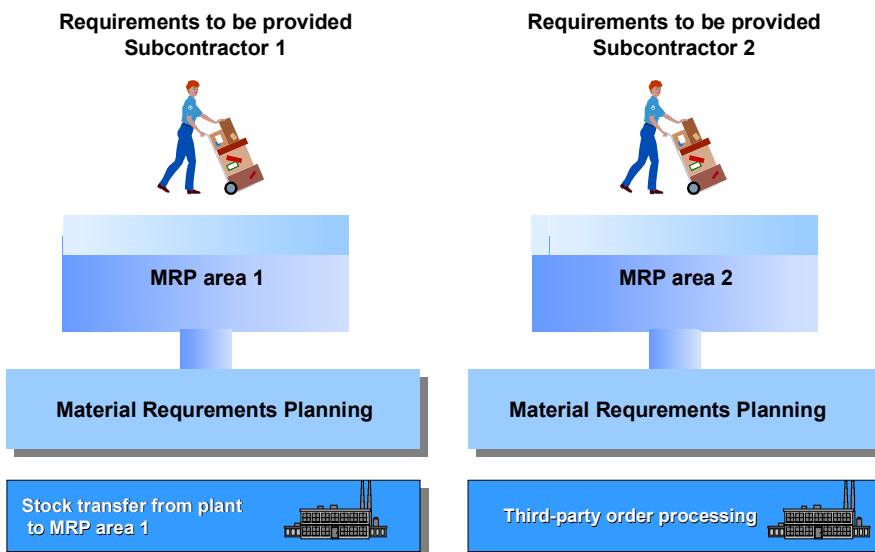 Requirements to be provided
Subcontractor 1
MRP area 1
Material Requrements Planning
Stock transfer from plant
to MRP area 1
Requirements to be provided
Subcontractor 2
MRP area 2
Material Requrements Planning
Third-party order processing